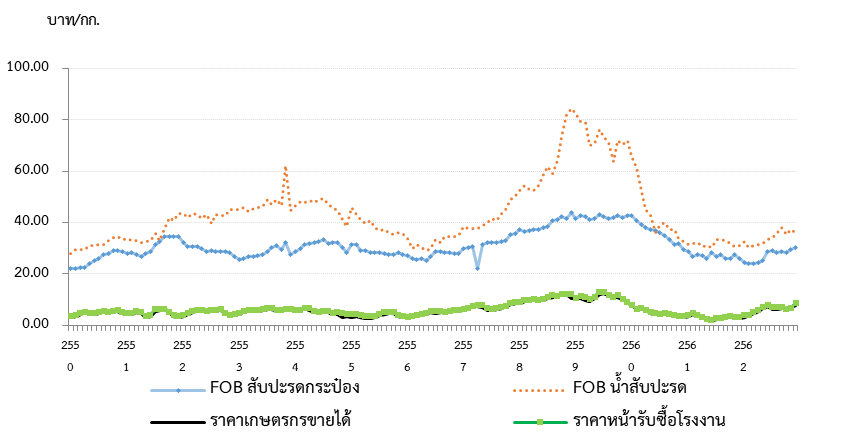 บาท/กก.
100.00
80.00
60.00
40.00
20.00
0.00
255 255 255 255 255 255 255 255 255 255 256 256 256
0 1 2 3 4 5 6 7 8 9 0 1 2
FOB สับปะรดกระป๋อง FOB น้ำสับปะรด
ราคาเกษตรกรขายได้ ราคาหน้ารับซื้อโรงงาน